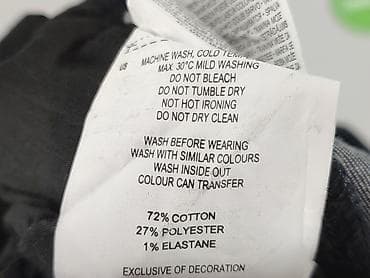 US
MACHINE WASH, COLD
MAX 30°C MILD WASHING
DO NOT BLEACH
DO NOT TUMBLE DRY
NOT HOT IRONING
DO NOT DRY CLEAN
WASH BEFORE WEARING
WASH WITH SIMILAR COLOURS
WASH INSIDE OUT
COLOUR CAN TRANSFER
72% COTTON
27% POLYESTER
1% ELASTANE
EXCLUSIVE OF DECORATION